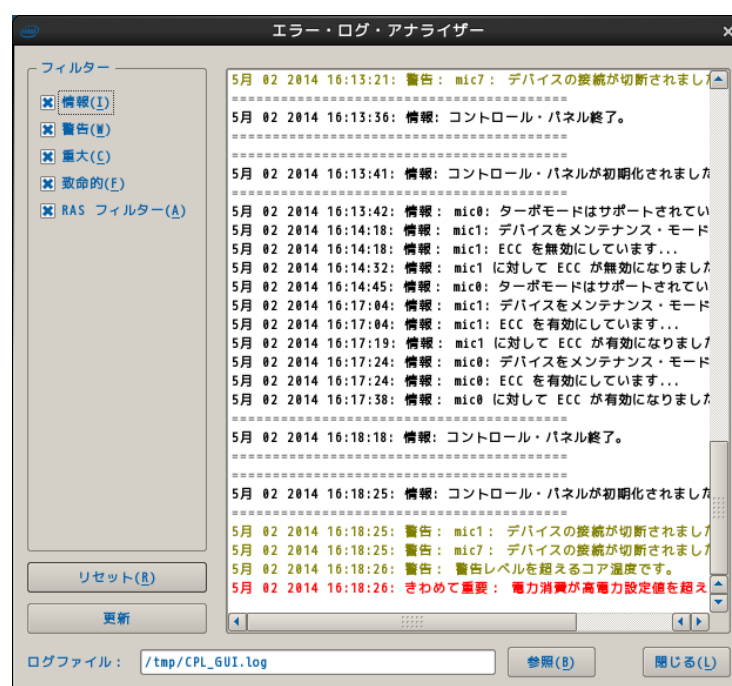 intel
エラー・ログ・アナライザー
フィルター
情報(I)
警告(W)
重大(C)
致命的(F)
RAS フィルター(A)
5月 02 2014 16:13:21: 警告: mic7: デバイスの接続が切断されまし
==========================================
5月 02 2014 16:13:36: 情報: コントロール・パネル終了。
==========================================
==========================================
5月 02 2014 16:13:41: 情報: コントロール・パネルが初期化されました
==========================================
5月 02 2014 16:13:42: 情報: mic0: ターボモードはサポートされてい
5月 02 2014 16:14:18: 情報: mic1: デバイスをメンテナンス・モード
5月 02 2014 16:14:18: 情報: mic1: ECC を無効にしています...
5月 02 2014 16:14:32: 情報: mic1 に対して ECC が無効になりました
5月 02 2014 16:14:45: 情報: mic0: ターボモードはサポートされてい
5月 02 2014 16:17:04: 情報: mic1: デバイスをメンテナンス・モード
5月 02 2014 16:17:04: 情報: mic1: ECC を有効にしています...
5月 02 2014 16:17:19: 情報: mic1 に対して ECC が有効になりました
5月 02 2014 16:17:24: 情報: mic0: デバイスをメンテナンス・モード
5月 02 2014 16:17:24: 情報: mic0: ECC を有効にしています...
5月 02 2014 16:17:38: 情報: mic0 に対して ECC が有効になりました
==========================================
5月 02 2014 16:18:18: 情報: コントロール・パネル終了。
==========================================
==========================================
5月 02 2014 16:18:25: 情報: コントロール・パネルが初期化されました
==========================================
5月 02 2014 16:18:25: 警告: mic1: デバイスの接続が切断されまし
5月 02 2014 16:18:25: 警告: mic7: デバイスの接続が切断されまし
5月 02 2014 16:18:26: 警告: 警告レベルを超えるコア温度です。
5月 02 2014 16:18:26: きわめて重要: 電力消費が高電力設定値を超え
リセット(R)
更新
ログファイル: /tmp/CPL_GUI.log
参照(B)
閉じる(L)